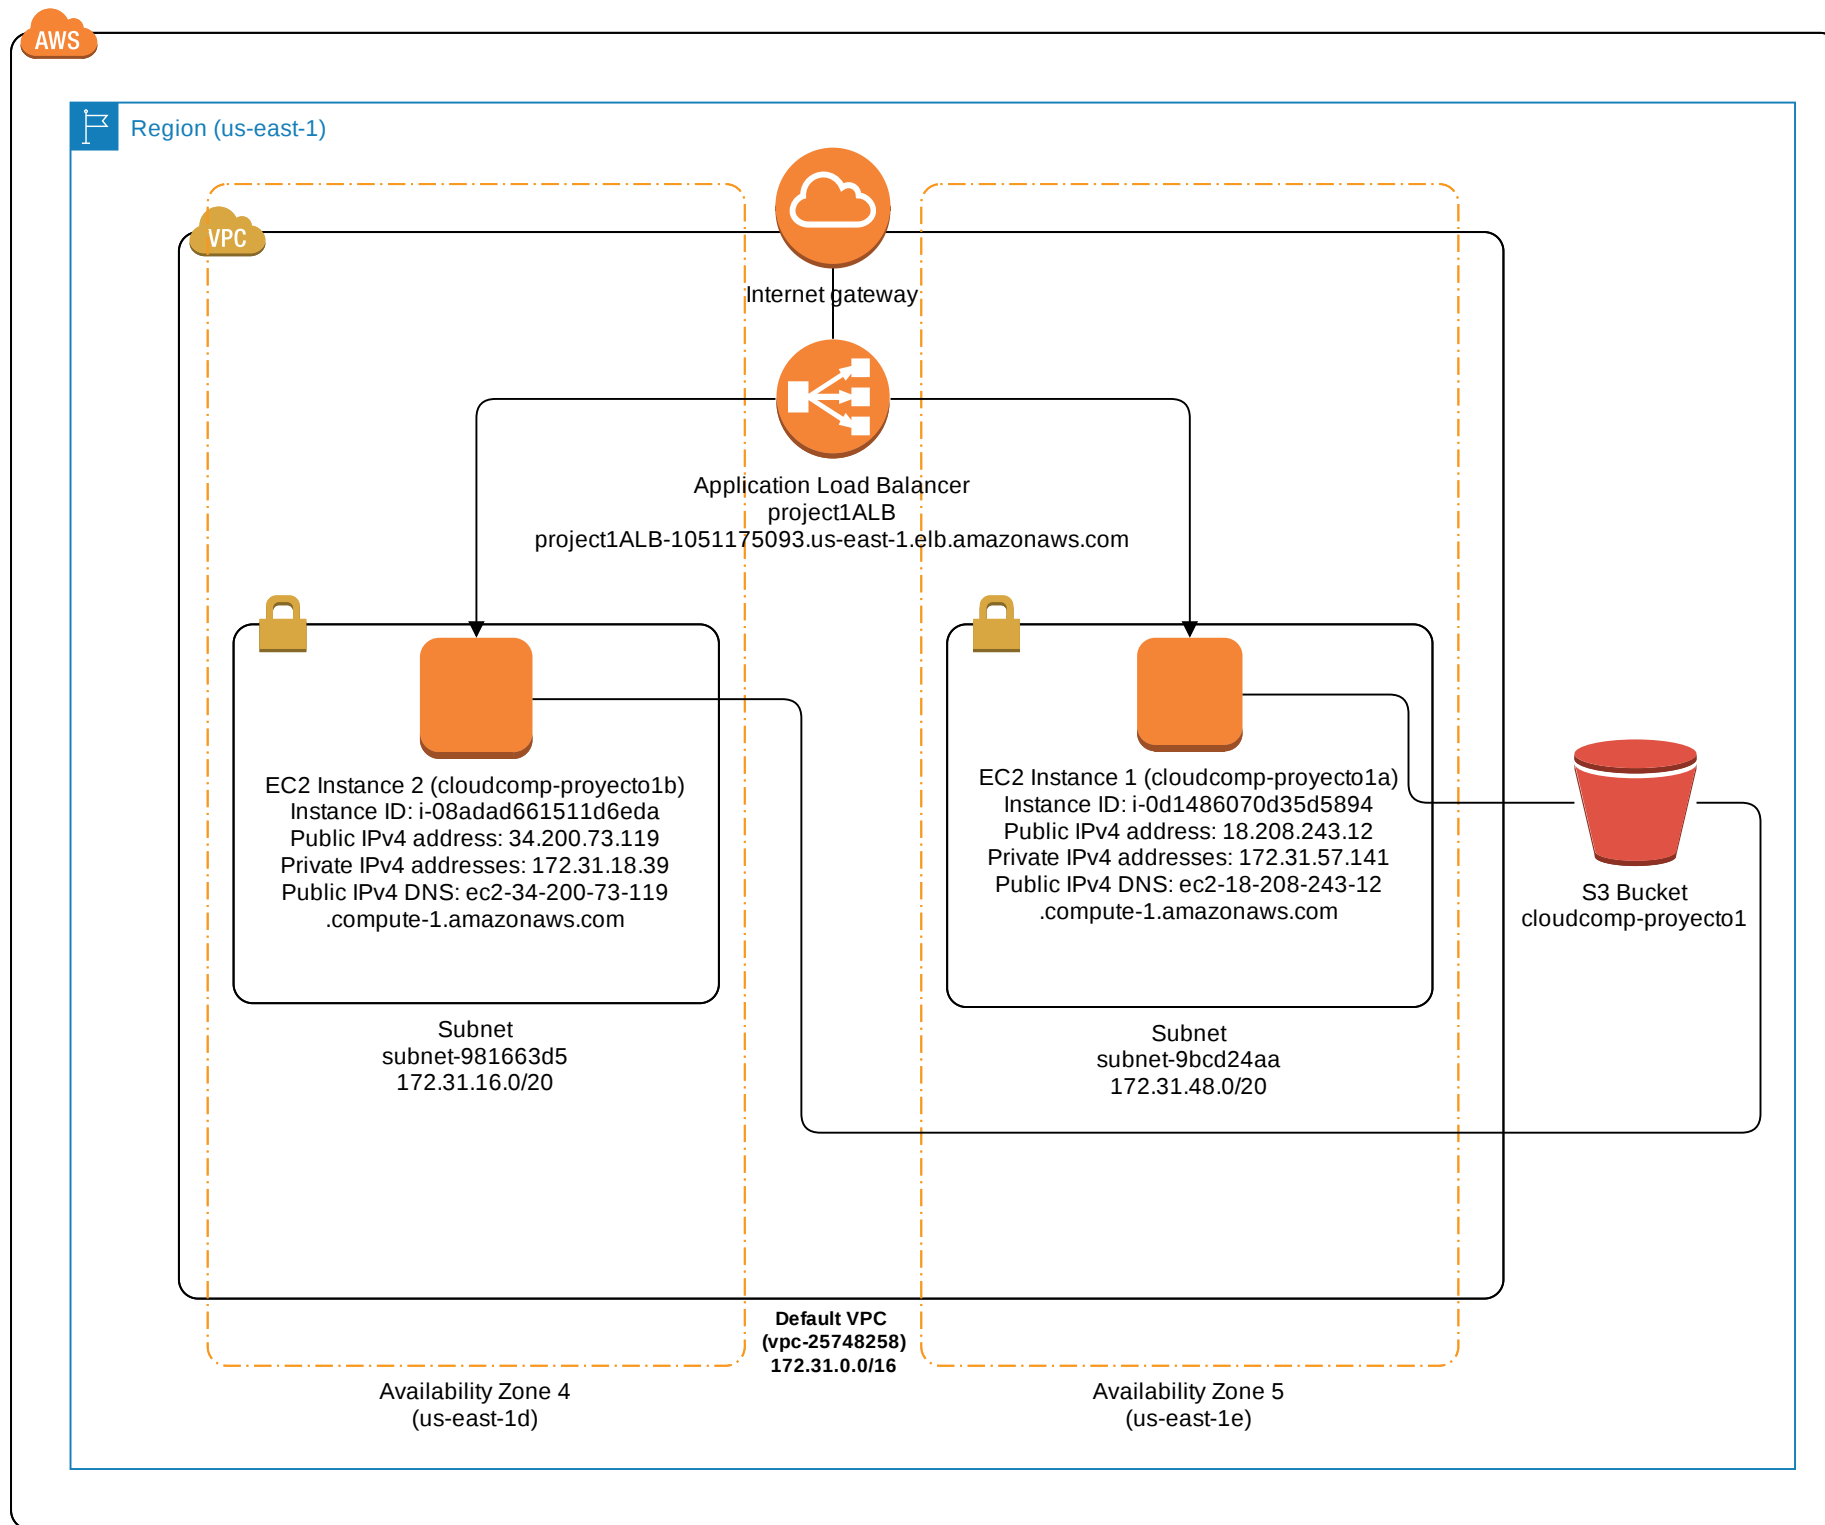 AWS
Region (us-east-1)
VPC
Internet gateway
Application Load Balancer
project1ALB
project1ALB-1051175093.us-east-1.elb.amazonaws.com
EC2 Instance 2 (cloudcomp-proyecto1b)
Instance ID: i-08adad661511d6eda
Public IPv4 address: 34.200.73.119
Private IPv4 addresses: 172.31.18.39
Public IPv4 DNS: ec2-34-200-73-119
.compute-1.amazonaws.com
Subnet
subnet-981663d5
172.31.16.0/20
EC2 Instance 1 (cloudcomp-proyecto1a)
Instance ID: i-0d1486070d35d5894
Public IPv4 address: 18.208.243.12
Private IPv4 addresses: 172.31.57.141
Public IPv4 DNS: ec2-18-208-243-12
.compute-1.amazonaws.com
Subnet
subnet-9bcd24aa
172.31.48.0/20
S3 Bucket
cloudcomp-proyecto1
Default VPC
(vpc-25748258)
172.31.0.0/16
Availability Zone 4
(us-east-1d)
Availability Zone 5
(us-east-1e)